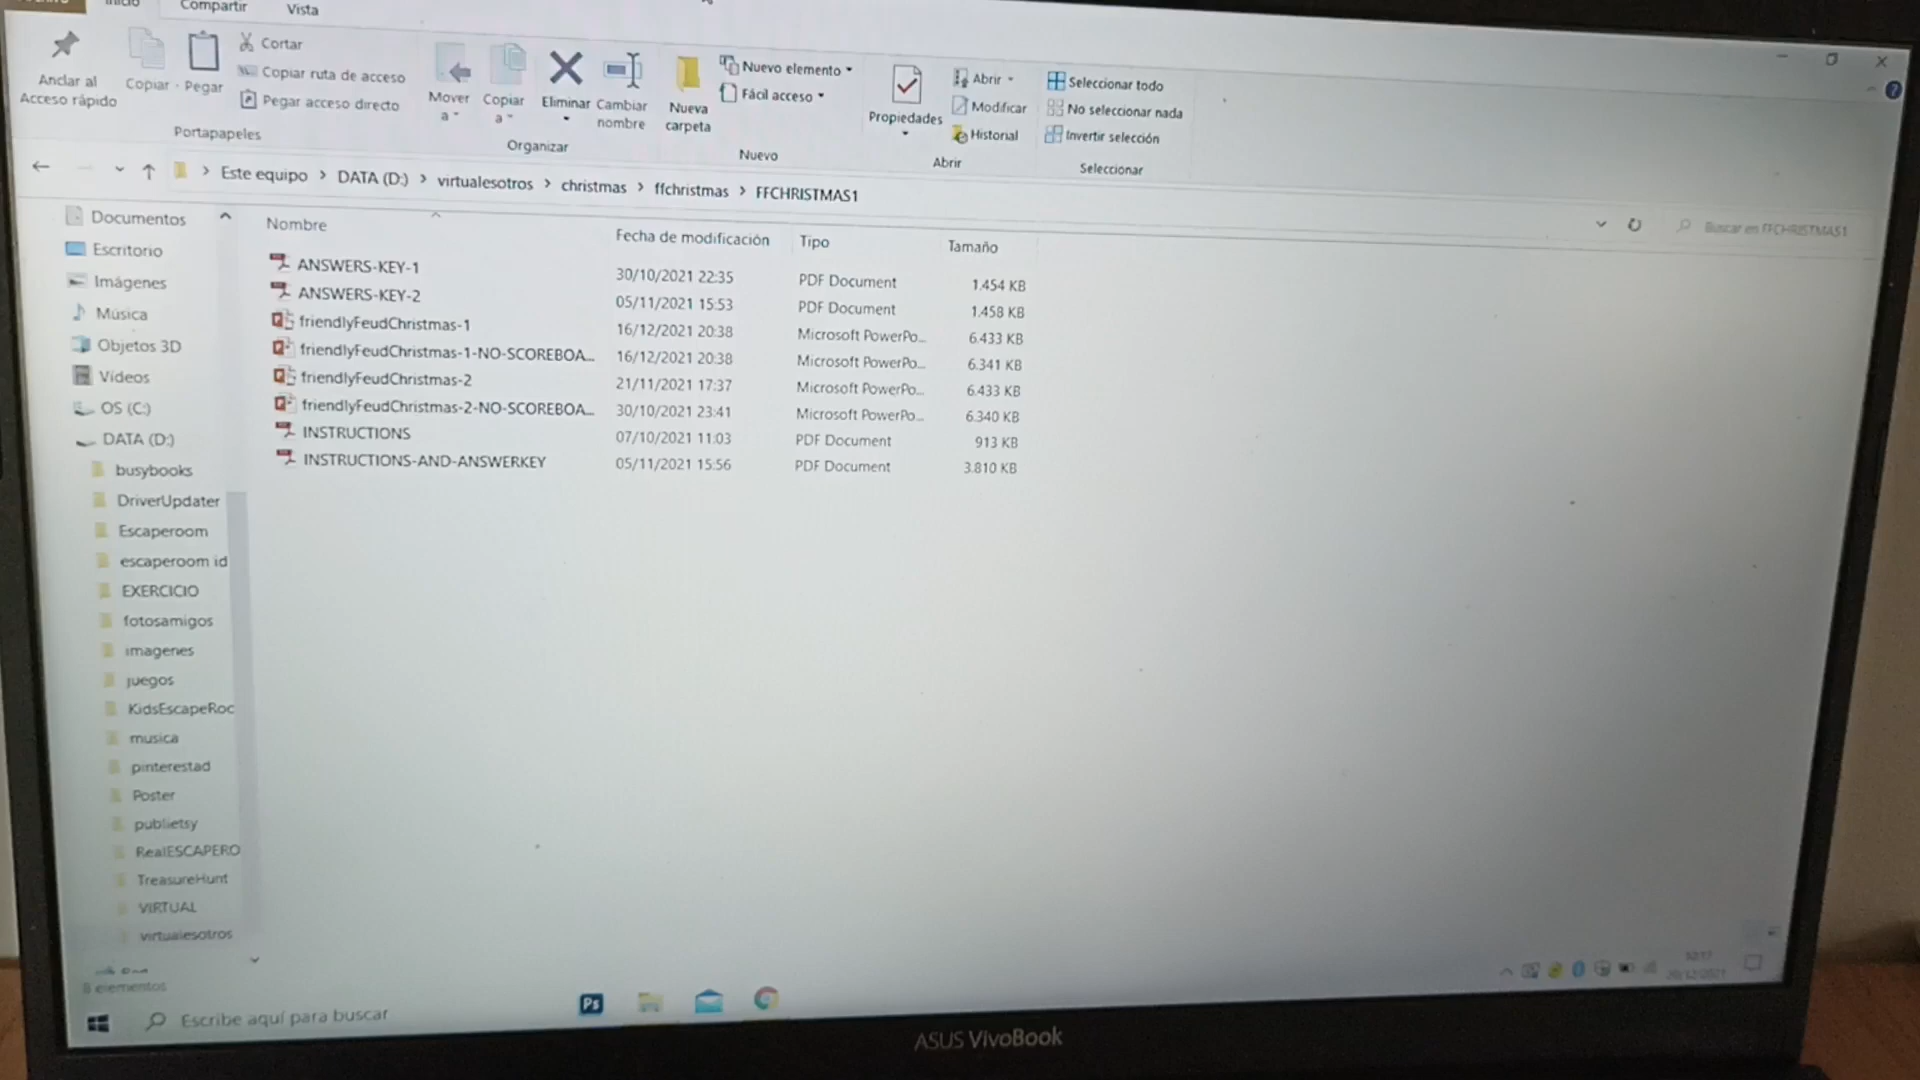 Inicio Compartir Vista
Anclar al Acceso rápido
Copiar Pegar
Cortar
Copiar ruta de acceso
Pegar acceso directo
Portapapeles
Mover a
Copiar a
Eliminar
Cambiar nombre
Organizar
Nueva carpeta
Nuevo elemento
Fácil acceso
Nuevo
Propiedades
Abrir
Modificar
Historial
Abrir
Seleccionar todo
No seleccionar nada
Invertir selección
Seleccionar
Este equipo > DATA (D:) > virtualesotros > christmas > ffchristmas > FFCHRISTMAS1
Buscar en FFCHRISTMAS1
Nombre Fecha de modificación Tipo Tamaño
ANSWERS-KEY-1 30/10/2021 22:35 PDF Document 1.454 KB
ANSWERS-KEY-2 05/11/2021 15:53 PDF Document 1.458 KB
friendlyFeudChristmas-1 16/12/2021 20:38 Microsoft PowerPo... 6.433 KB
friendlyFeudChristmas-1-NO-SCOREBOA... 16/12/2021 20:38 Microsoft PowerPo... 6.341 KB
friendlyFeudChristmas-2 21/11/2021 17:37 Microsoft PowerPo... 6.433 KB
friendlyFeudChristmas-2-NO-SCOREBOA... 30/10/2021 23:41 Microsoft PowerPo... 6.340 KB
INSTRUCTIONS 07/10/2021 11:03 PDF Document 913 KB
INSTRUCTIONS-AND-ANSWERKEY 05/11/2021 15:56 PDF Document 3.810 KB
Documentos
Escritorio
Imágenes
Música
Objetos 3D
Vídeos
OS (C:)
DATA (D:)
busybooks
DriverUpdater
Escaperoom
escaperoom id
EXERCICIO
fotosamigos
imagenes
juegos
KidsEscapeRoc
musica
pinterestad
Poster
publietsy
RealESCAPERO
TreasureHunt
VIRTUAL
virtualesotros
8 elementos
Escribe aquí para buscar
Ps
ASUS VivoBook